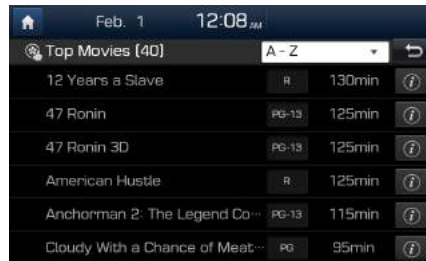 Feb. 1 12:08 AM
Top Movies (40) A - Z
12 Years a Slave R 130min i
47 Ronin PG-13 125min i
47 Ronin 3D PG-13 125min i
American Hustle R 125min i
Anchorman 2: The Legend Co… PG-13 115min i
Cloudy With a Chance of Meat… PG 95min i